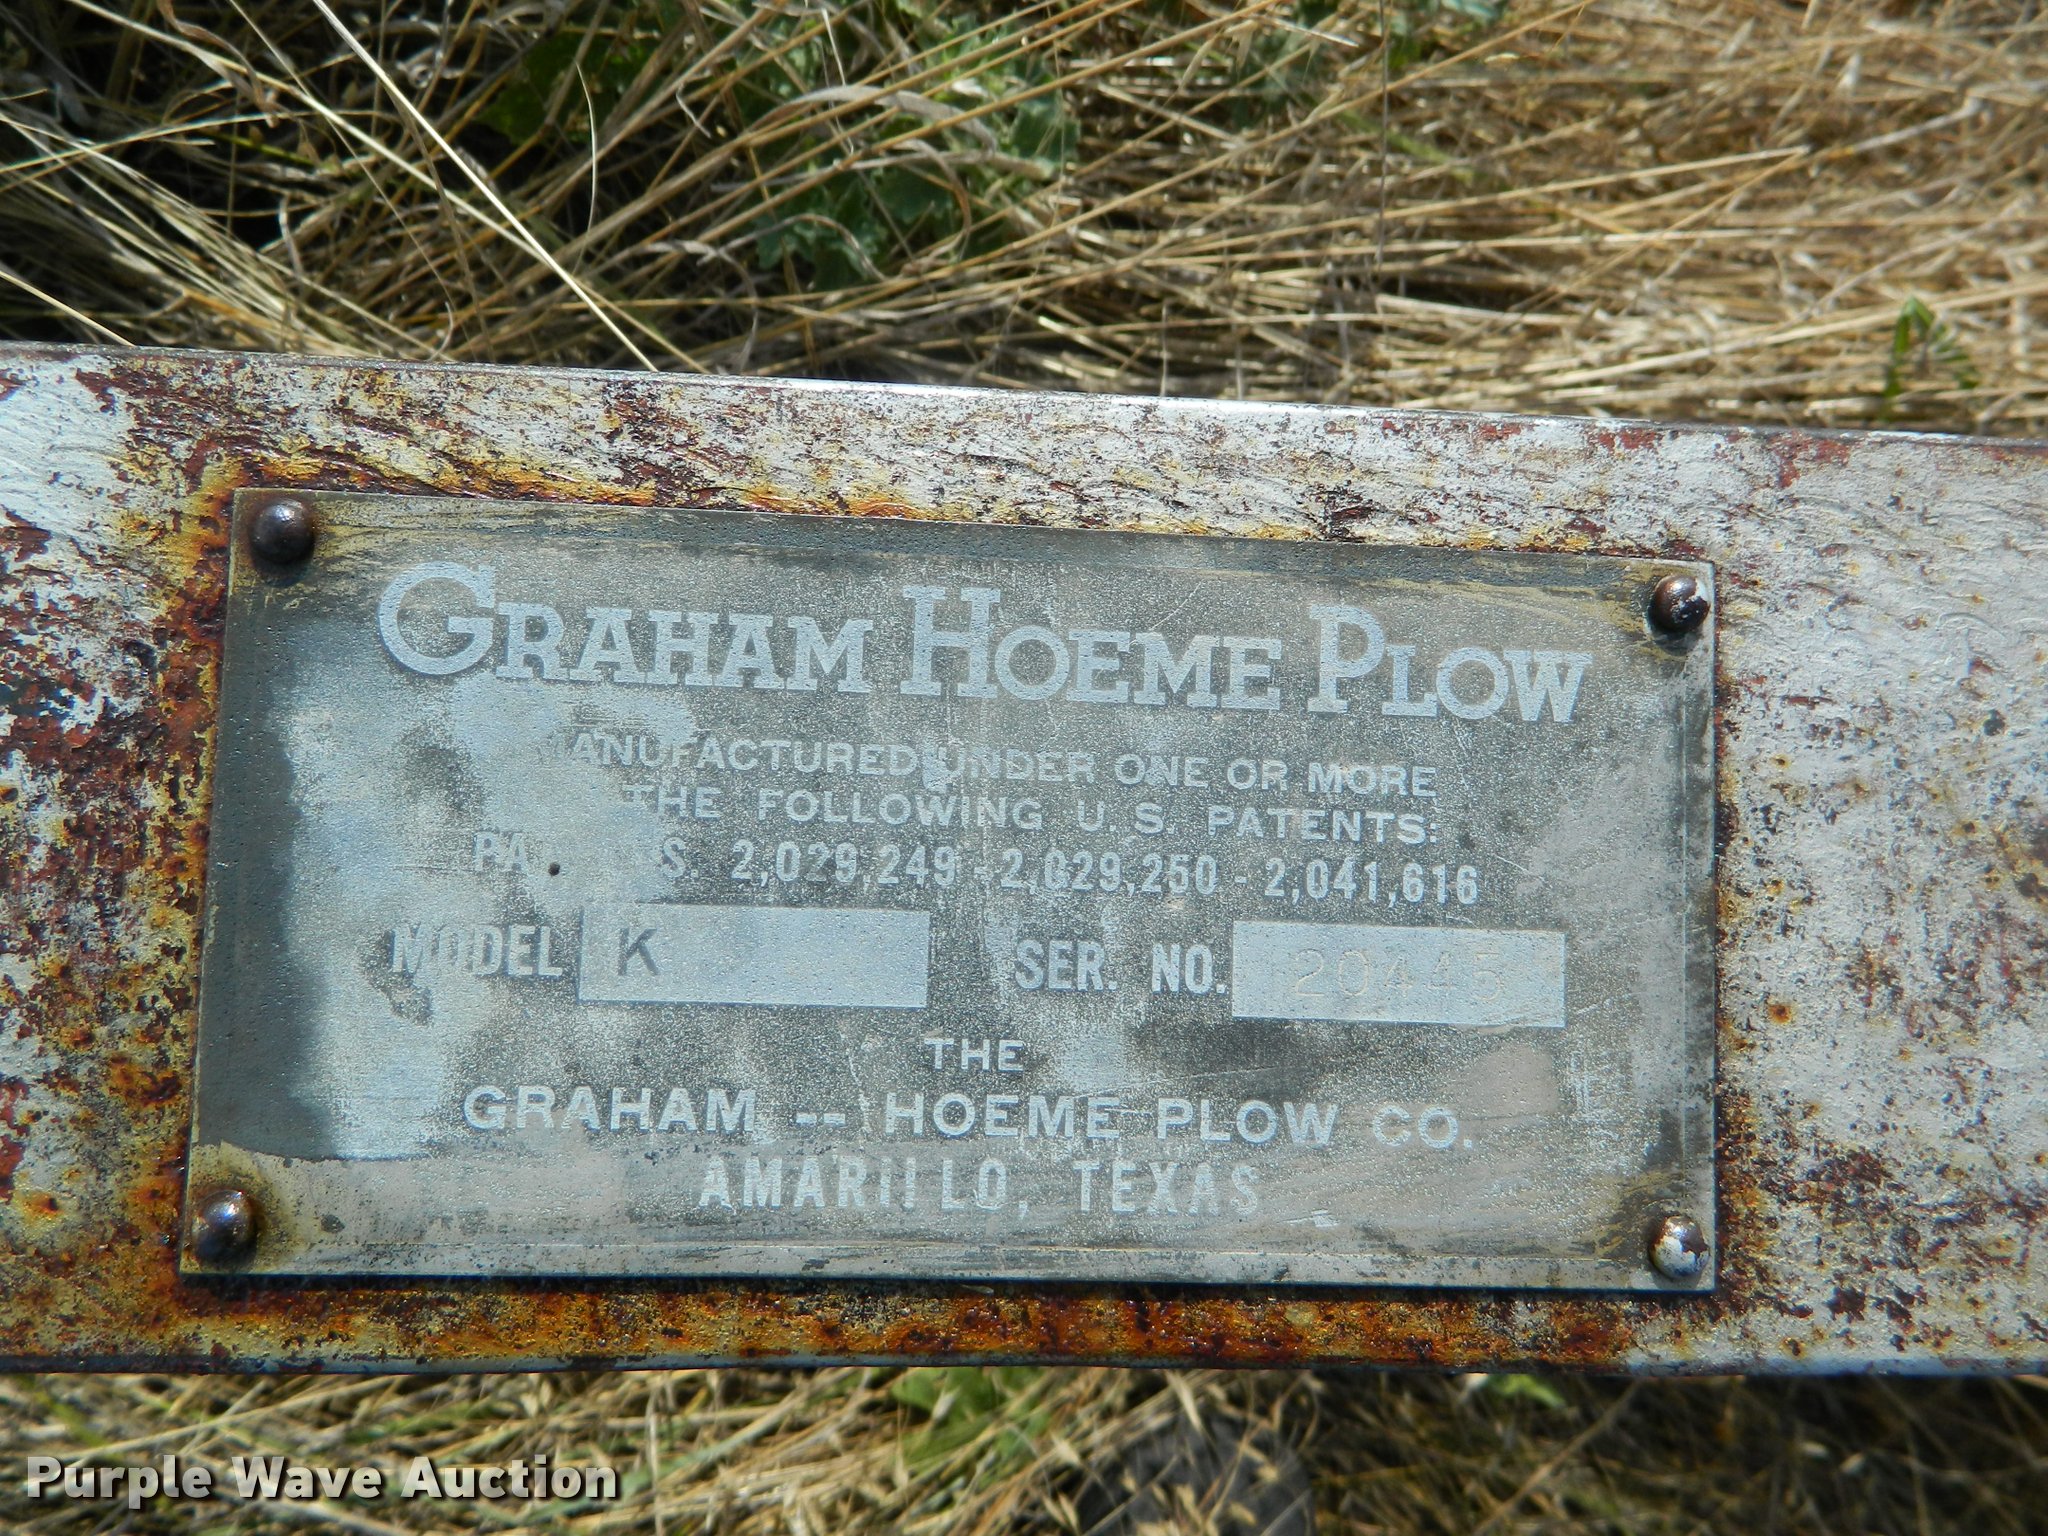 GRAHAM HOEME PLOW
MANUFACTURED UNDER ONE OR MORE
THE FOLLOWING U.S. PATENTS:
2,029,249 - 2,029,250 - 2,041,616
MODEL K SER. NO. 20445
THE
GRAHAM -- HOEME PLOW CO.
AMARILLO, TEXAS
Purple Wave Auction